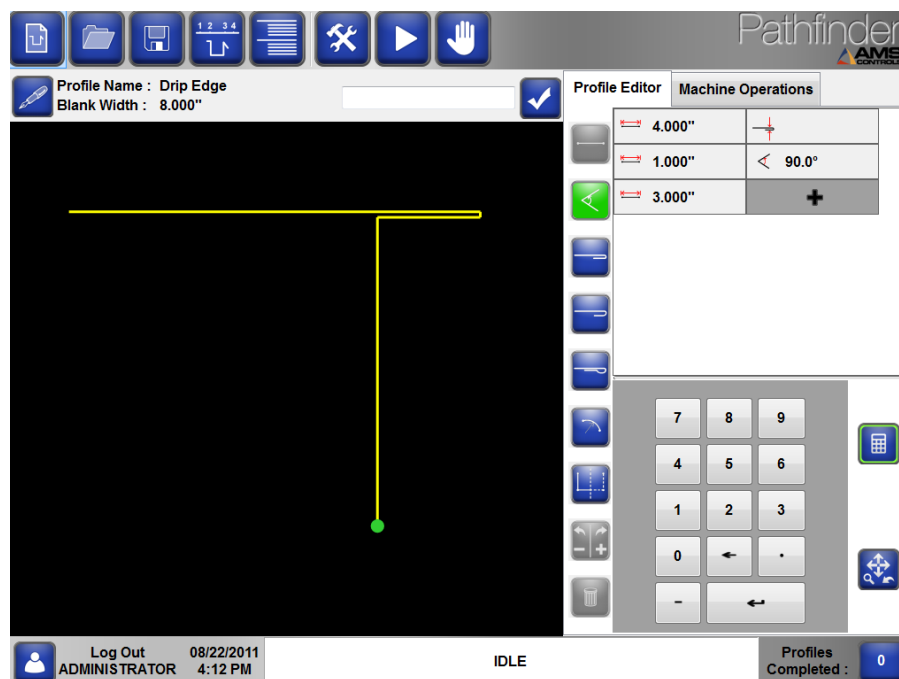 1 2 3 4
Pathfinder
AMS
CONTROLS
Profile Name : Drip Edge
Blank Width : 8.000"
Profile Editor
Machine Operations
4.000"
1.000"
90.0°
3.000"
7 8 9
4 5 6
1 2 3
0 .
-
Log Out
ADMINISTRATOR
08/22/2011
4:12 PM
IDLE
Profiles
Completed :
0